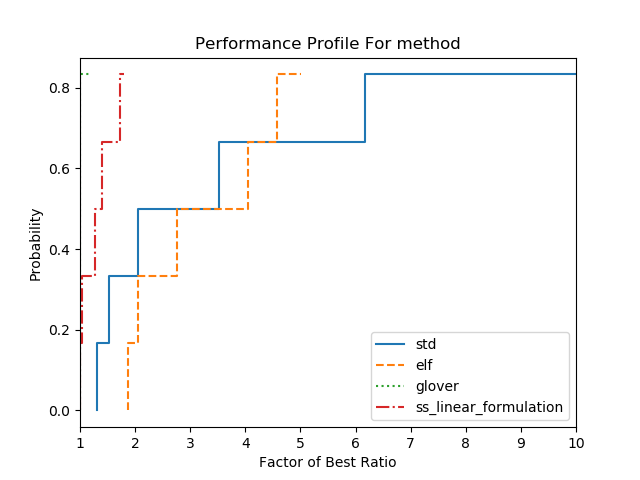 Performance Profile For method
Probability
0.8
0.6
0.4
0.2
0.0
1 2 3 4 5 6 7 8 9 10
Factor of Best Ratio
std
elf
glover
ss_linear_formulation